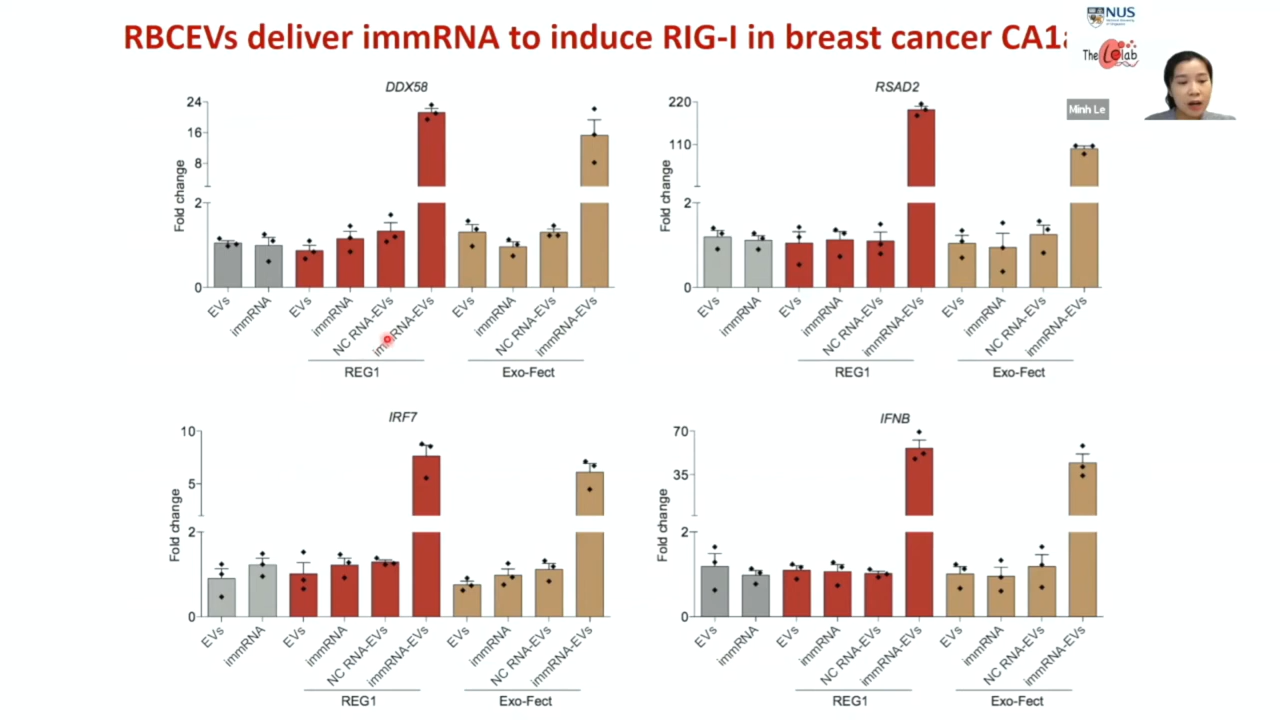 RBCEVs deliver immRNA to induce RIG-I in breast cancer CA1a
NUS
National University
of Singapore
The Le lab
Minh Le
DDX58
24
16
8
2
0
Fold change
EVs
immRNA
EVs
immRNA
NC RNA-EVs
immRNA-EVs
EVs
immRNA
NC RNA-EVs
immRNA-EVs
REG1
Exo-Fect
RSAD2
220
110
2
0
Fold change
EVs
immRNA
EVs
immRNA
NC RNA-EVs
immRNA-EVs
EVs
immRNA
NC RNA-EVs
immRNA-EVs
REG1
Exo-Fect
IRF7
10
5
2
0
Fold change
EVs
immRNA
EVs
immRNA
NC RNA-EVs
immRNA-EVs
EVs
immRNA
NC RNA-EVs
immRNA-EVs
REG1
Exo-Fect
IFNB
70
35
2
0
Fold change
EVs
immRNA
EVs
immRNA
NC RNA-EVs
immRNA-EVs
EVs
immRNA
NC RNA-EVs
immRNA-EVs
REG1
Exo-Fect